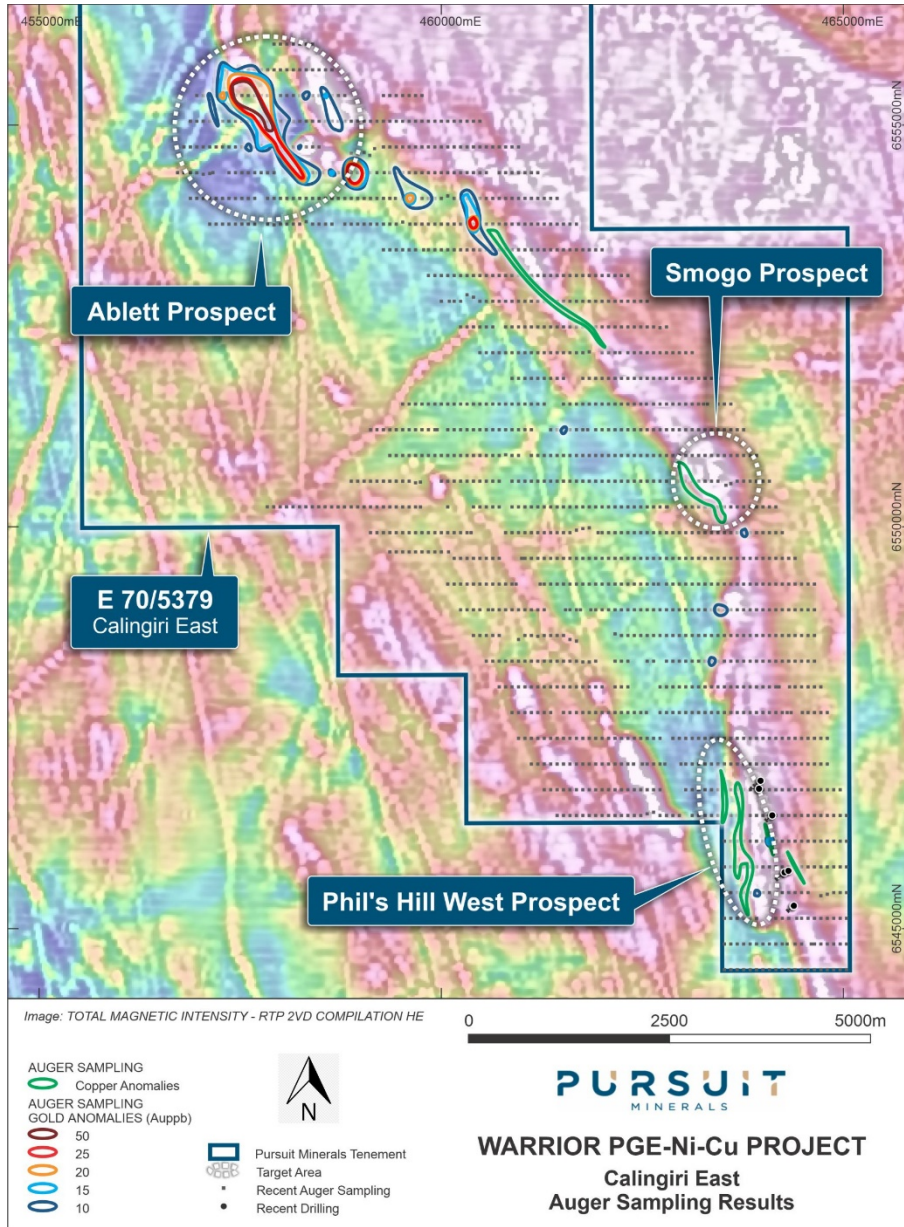 455000mE
460000mE
465000mE
6555000mN
Ablett Prospect
Smogo Prospect
6550000mN
E 70/5379
Calingiri East
Phil's Hill West Prospect
6545000mN
Image: TOTAL MAGNETIC INTENSITY - RTP 2VD COMPILATION HE
0 2500 5000m
AUGER SAMPLING
Copper Anomalies
AUGER SAMPLING
GOLD ANOMALIES (Auppb)
50
25
20
15
10
N
Pursuit Minerals Tenement
Target Area
Recent Auger Sampling
Recent Drilling
PURSUIT
MINERALS
WARRIOR PGE-Ni-Cu PROJECT
Calingiri East
Auger Sampling Results